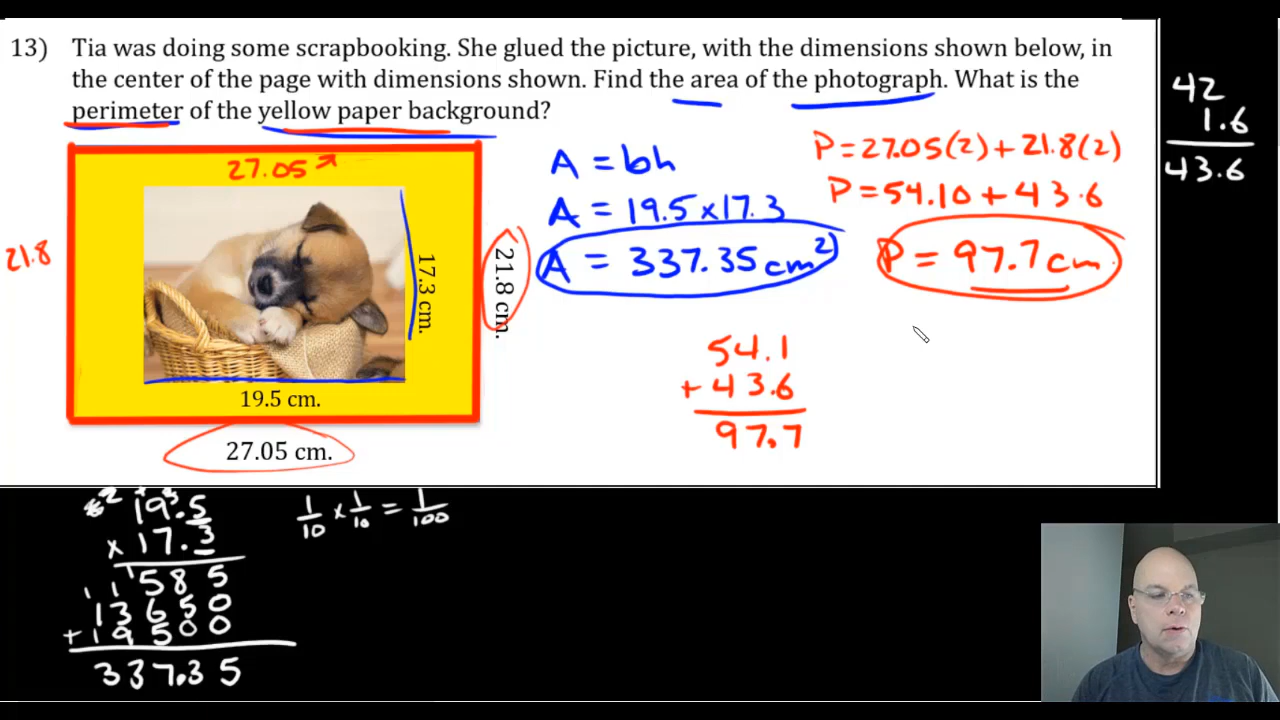 13) Tia was doing some scrapbooking. She glued the picture, with the dimensions shown below, in
the center of the page with dimensions shown. Find the area of the photograph. What is the
perimeter of the yellow paper background?
27.05
21.8
17.3 cm.
21.8 cm.
19.5 cm.
27.05 cm.
A = bh
A = 19.5 x 17.3
A = 337.35 cm²
P = 27.05(2) + 21.8(2)
P = 54.10 + 43.6
P = 97.7 cm
42
1.6
43.6
54.1
+ 43.6
97.7
19.5
x 17.3
585
13650
+ 19500
337.35
1/10 x 1/10 = 1/100